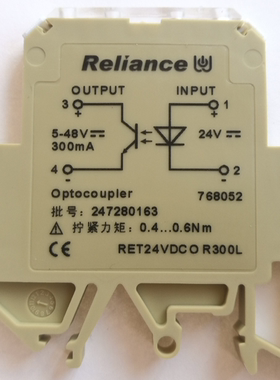 Reliance
OUTPUT INPUT
3 + + 1
5-48V⎓ 24V⎓
300mA
4 - - 2
Optocoupler 768052
批号: 247280163
⚠ 拧紧力矩: 0.4...0.6Nm
CE RET24VDCO R300L